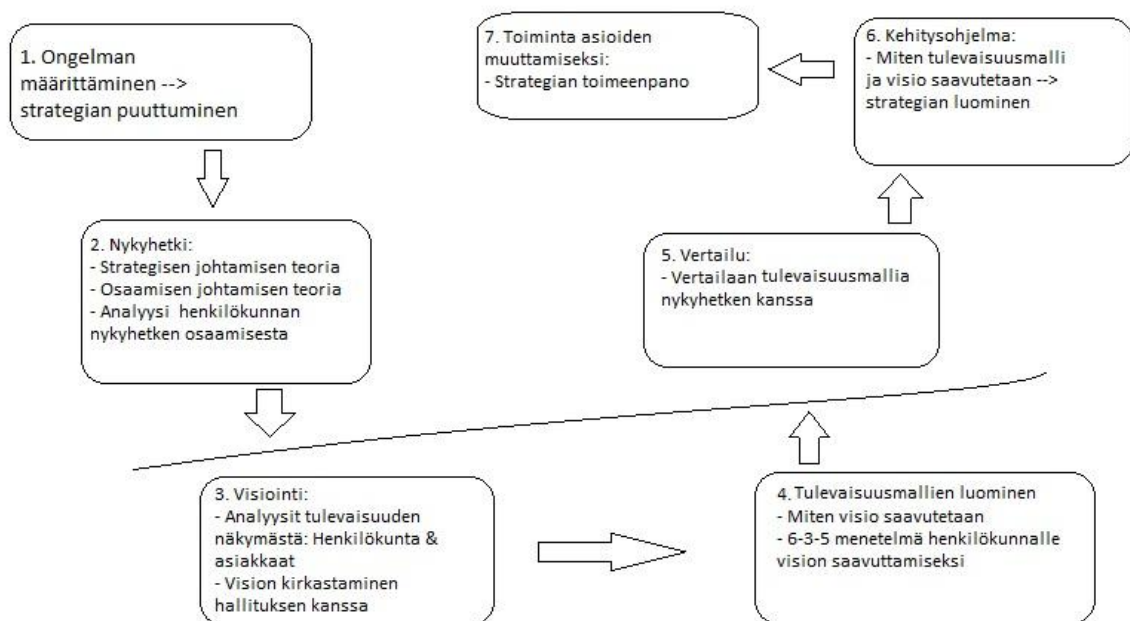 1. Ongelman
määrittäminen -->
strategian puuttuminen
2. Nykyhetki:
- Strategisen johtamisen teoria
- Osaamisen johtamisen teoria
- Analyysi henkilökunnan
nykyhetken osaamisesta
3. Visiointi:
- Analyysit tulevaisuuden
näkymästä: Henkilökunta &
asiakkaat
- Vision kirkastaminen
hallituksen kanssa
4. Tulevaisuusmallien luominen
- Miten visio saavutetaan
- 6-3-5 menetelmä henkilökunnalle
vision saavuttamiseksi
5. Vertailu:
- Vertailaan tulevaisuusmallia
nykyhetken kanssa
6. Kehitysohjelma:
- Miten tulevaisuusmalli
ja visio saavutetaan -->
strategian luominen
7. Toiminta asioiden
muuttamiseksi:
- Strategian toimeenpano